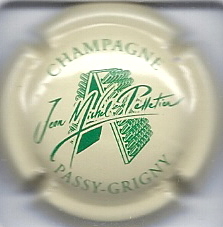 CHAMPAGNE
Jean Michel Pelletier
PASSY-GRIGNY